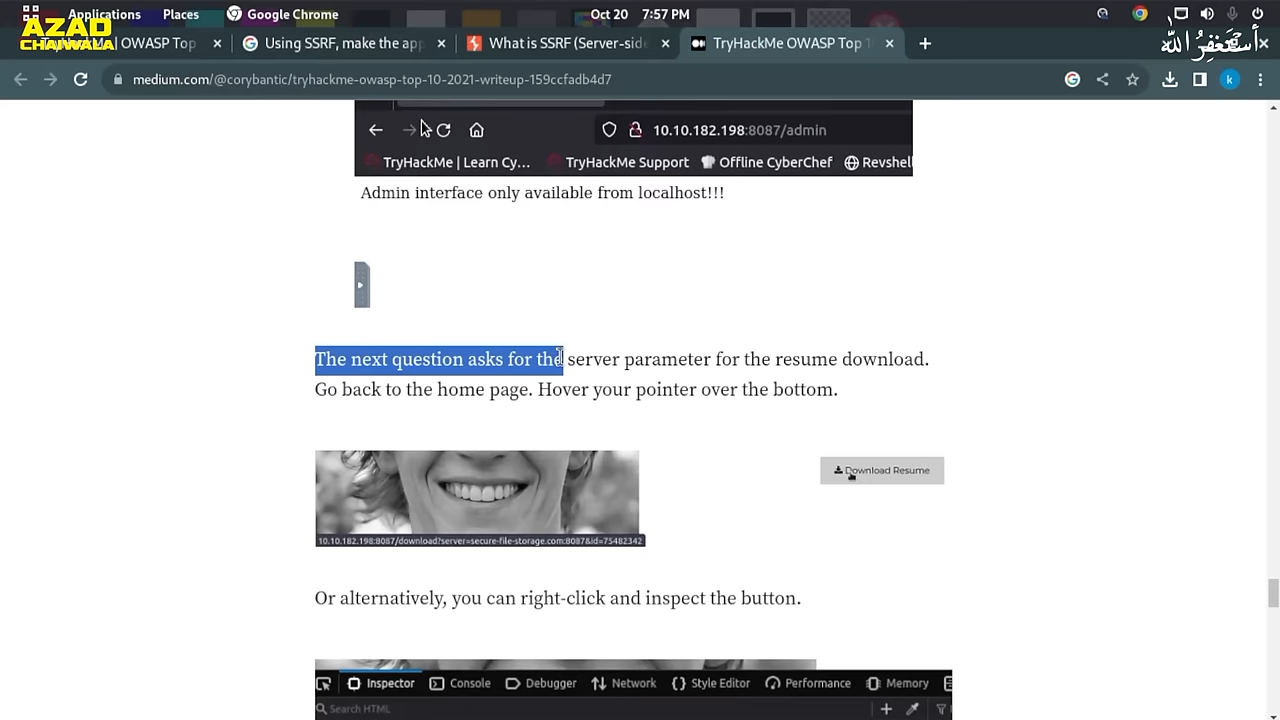 Applications Places Google Chrome Oct 20 7:57 PM
AZAD
CHAIWALA
OWASP Top Using SSRF, make the app What is SSRF (Server-sid TryHackMe OWASP Top 1
أستغفر الله
medium.com/@corybantic/tryhackme-owasp-top-10-2021-writeup-159ccfadb4d7 k
10.10.182.198:8087/admin
TryHackMe | Learn Cy... TryHackMe Support Offline CyberChef Revshell
Admin interface only available from localhost!!!
The next question asks for the server parameter for the resume download.
Go back to the home page. Hover your pointer over the bottom.
Download Resume
10.10.182.198:8087/download?server=secure-file-storage.com:8087&id=75482342
Or alternatively, you can right-click and inspect the button.
Inspector Console Debugger Network Style Editor Performance Memory
Search HTML